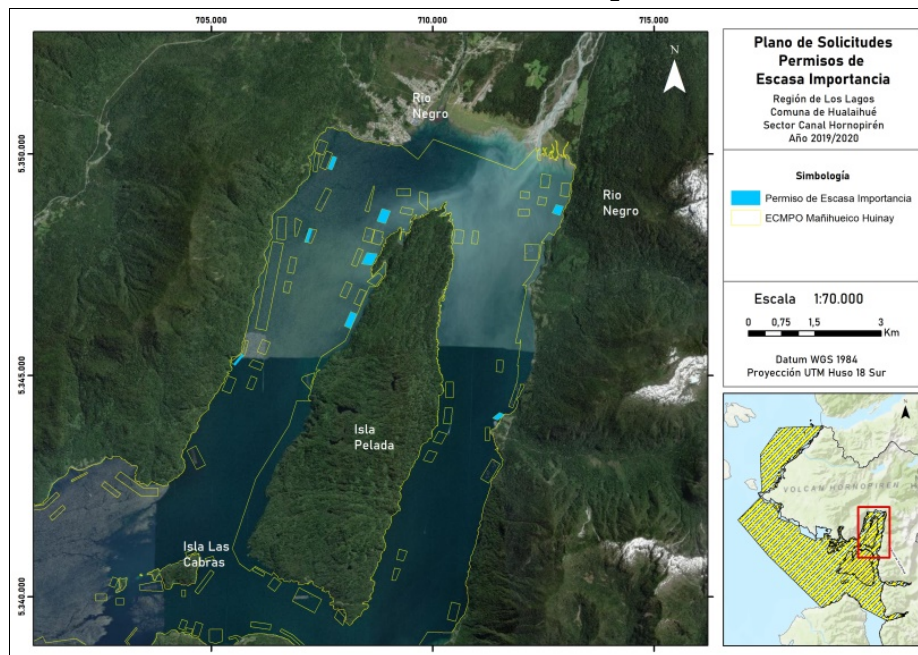 705.000
710.000
715.000
5.350.000
5.345.000
5.340.000
N
Río
Negro
Río
Negro
Isla
Pelada
Isla Las
Cabras
Plano de Solicitudes
Permisos de
Escasa Importancia
Región de Los Lagos
Comuna de Hualaihué
Sector Canal Hornopirén
Año 2019/2020
Simbología
Permiso de Escasa Importancia
ECMPO Mañihueico Huinay
Escala 1:70.000
0 0,75 1,5 3
Km
Datum WGS 1984
Proyección UTM Huso 18 Sur
N
VOLCAN HORNOPIREN